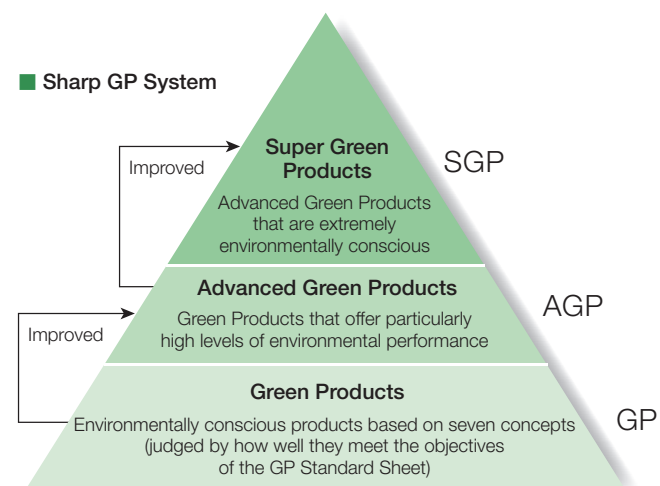 Sharp GP System
Improved
Super Green
Products
SGP
Advanced Green Products
that are extremely
environmentally conscious
Improved
Advanced Green Products
AGP
Green Products that offer particularly
high levels of environmental performance
Green Products
GP
Environmentally conscious products based on seven concepts
(judged by how well they meet the objectives
of the GP Standard Sheet)